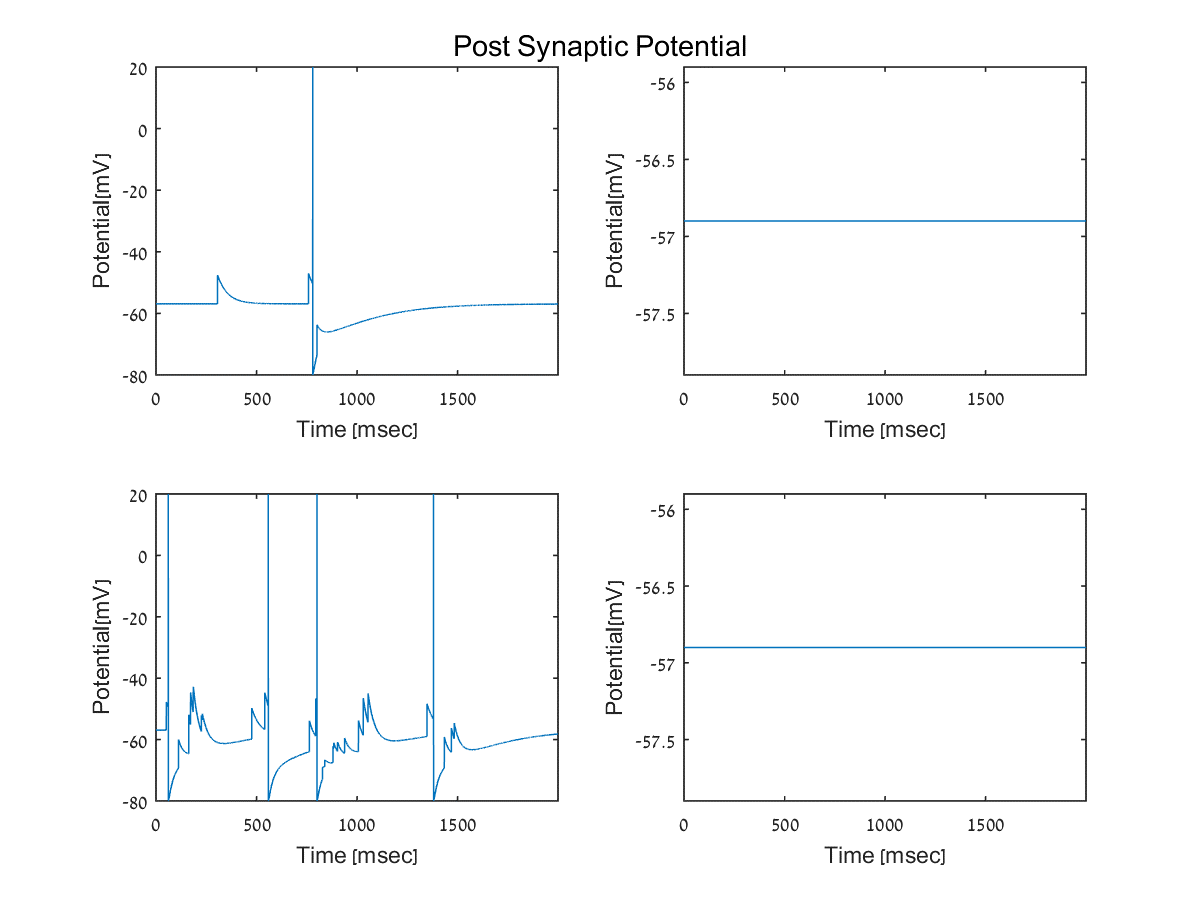 Post Synaptic Potential
20
0
-20
-40
-60
-80
Potential[mV]
0 500 1000 1500
Time [msec]
-56
-56.5
-57
-57.5
Potential[mV]
0 500 1000 1500
Time [msec]
20
0
-20
-40
-60
-80
Potential[mV]
0 500 1000 1500
Time [msec]
-56
-56.5
-57
-57.5
Potential[mV]
0 500 1000 1500
Time [msec]